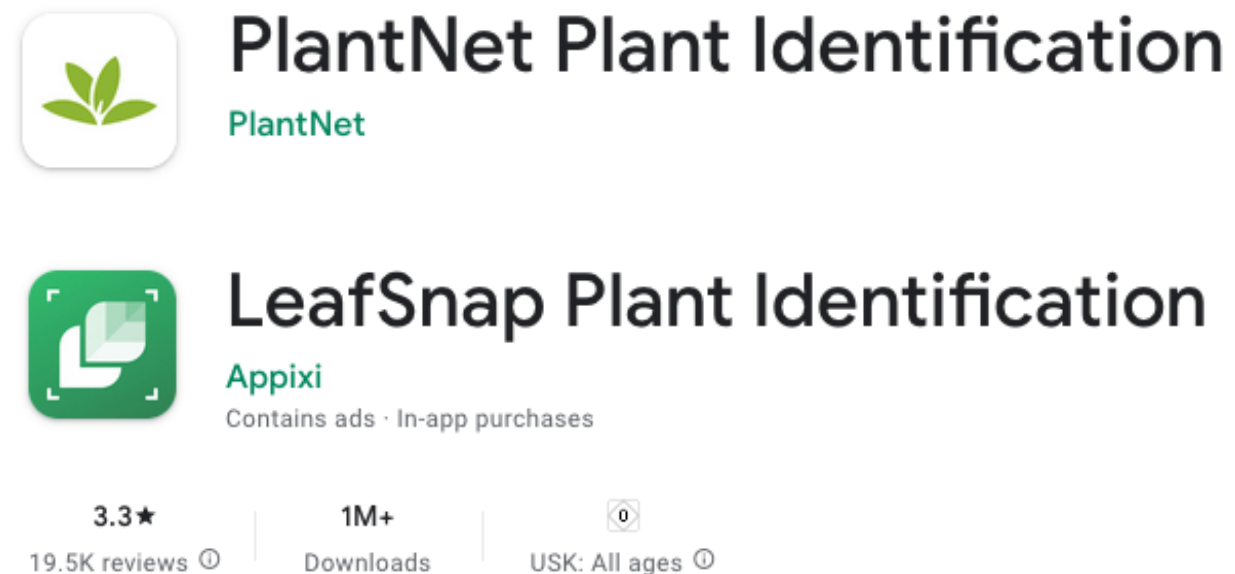 PlantNet Plant Identification
PlantNet
LeafSnap Plant Identification
Appixi
Contains ads · In-app purchases
3.3★ 1M+ 0
19.5K reviews ⓘ Downloads USK: All ages ⓘ